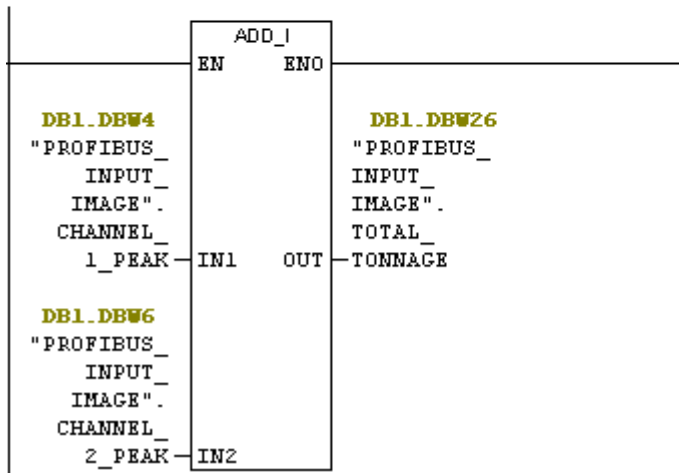 ADD_I
EN ENO
DB1.DBW4
"PROFIBUS_
INPUT_
IMAGE".
CHANNEL_
1_PEAK IN1
DB1.DBW26
"PROFIBUS_
INPUT_
IMAGE".
TOTAL_
OUT TONNAGE
DB1.DBW6
"PROFIBUS_
INPUT_
IMAGE".
CHANNEL_
2_PEAK IN2